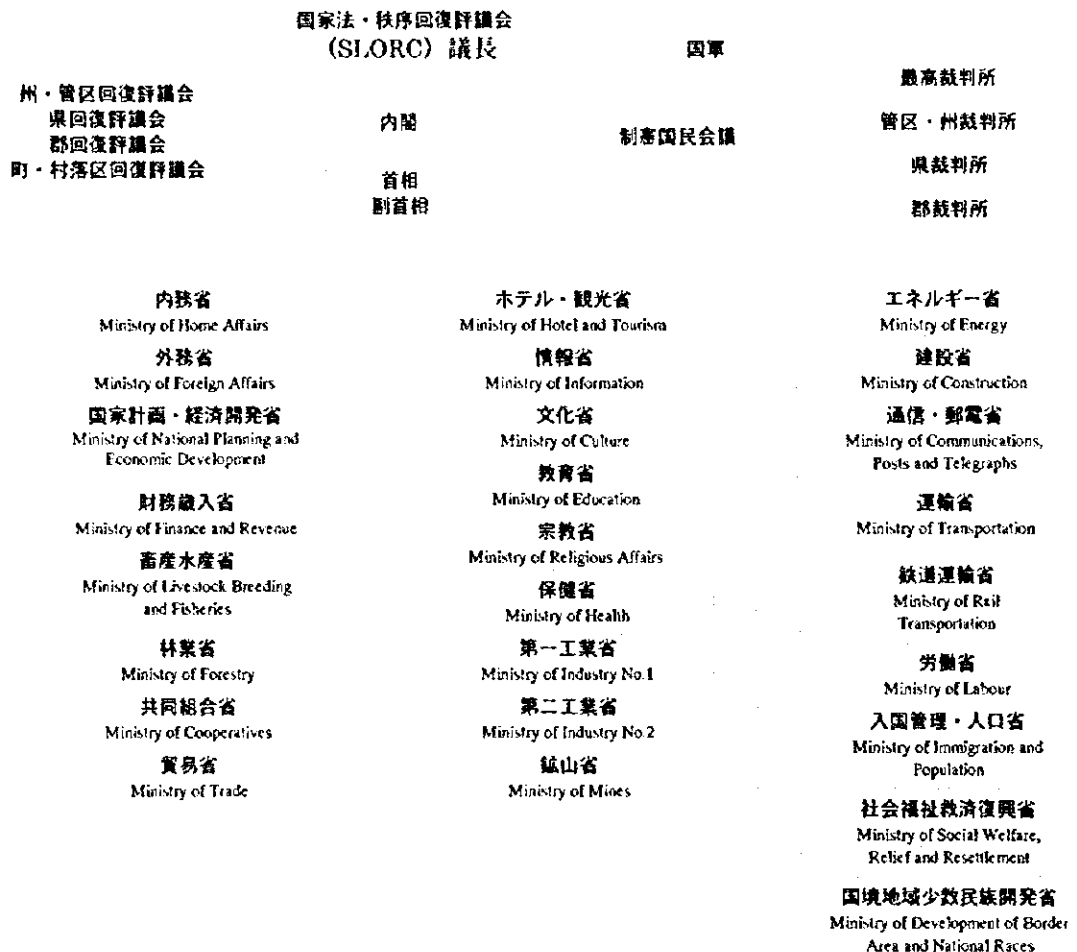 国家法・秩序回復評議会
(SLORC) 議長
国軍
最高裁判所
州・管区回復評議会
県回復評議会
郡回復評議会
町・村落区回復評議会
内閣
制憲国民会議
管区・州裁判所
首相
副首相
県裁判所
郡裁判所
内務省
Ministry of Home Affairs
外務省
Ministry of Foreign Affairs
国家計画・経済開発省
Ministry of National Planning and
Economic Development
財務歳入省
Ministry of Finance and Revenue
畜産水産省
Ministry of Livestock Breeding
and Fisheries
林業省
Ministry of Forestry
共同組合省
Ministry of Cooperatives
貿易省
Ministry of Trade
ホテル・観光省
Ministry of Hotel and Tourism
情報省
Ministry of Information
文化省
Ministry of Culture
教育省
Ministry of Education
宗教省
Ministry of Religious Affairs
保健省
Ministry of Health
第一工業省
Ministry of Industry No.1
第二工業省
Ministry of Industry No.2
鉱山省
Ministry of Mines
エネルギー省
Ministry of Energy
建設省
Ministry of Construction
通信・郵電省
Ministry of Communications,
Posts and Telegraphs
運輸省
Ministry of Transportation
鉄道運輸省
Ministry of Rail
Transportation
労働省
Ministry of Labour
入国管理・人口省
Ministry of Immigration and
Population
社会福祉救済復興省
Ministry of Social Welfare,
Relief and Resettlement
国境地域少数民族開発省
Ministry of Development of Border
Area and National Races